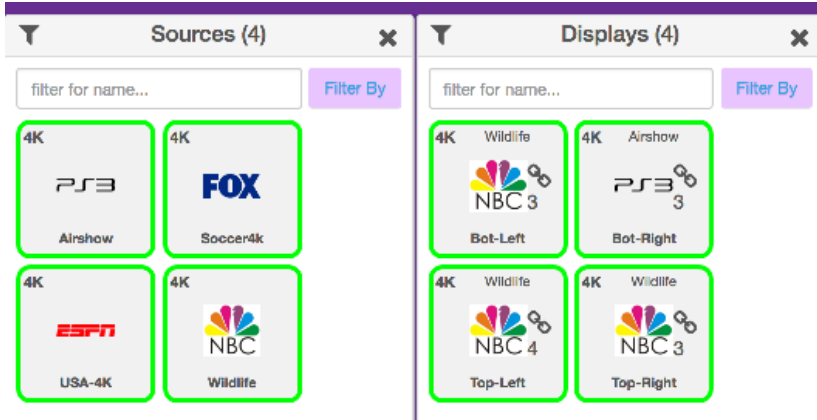 Sources (4)
filter for name...
Filter By
4K
PS3
Airshow
4K
FOX
Soccer4k
4K
ESPN
USA-4K
4K
NBC
Wildlife
Displays (4)
filter for name...
Filter By
4K Wildlife
NBC 3
Bot-Left
4K Airshow
PS3
3
Bot-Right
4K Wildlife
NBC 4
Top-Left
4K Wildlife
NBC 3
Top-Right